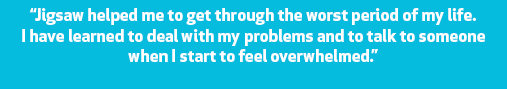 “Jigsaw helped me to get through the worst period of my life.
I have learned to deal with my problems and to talk to someone
when I start to feel overwhelmed.”